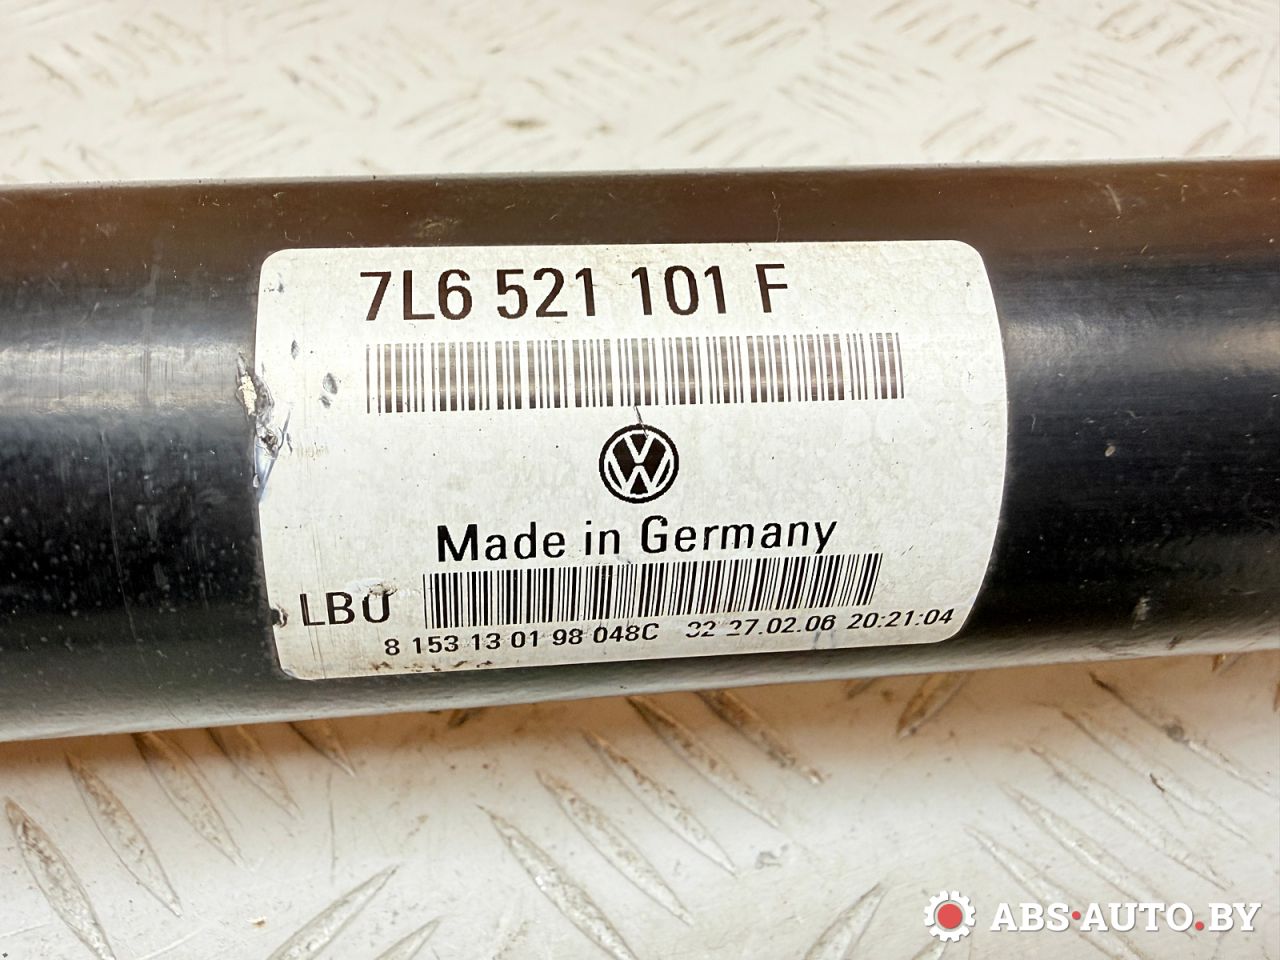 7L6 521 101 F
Made in Germany
LBU
8 153 13 01 98 048C 32 27.02.06 20:21:04
ABS·AUTO.BY